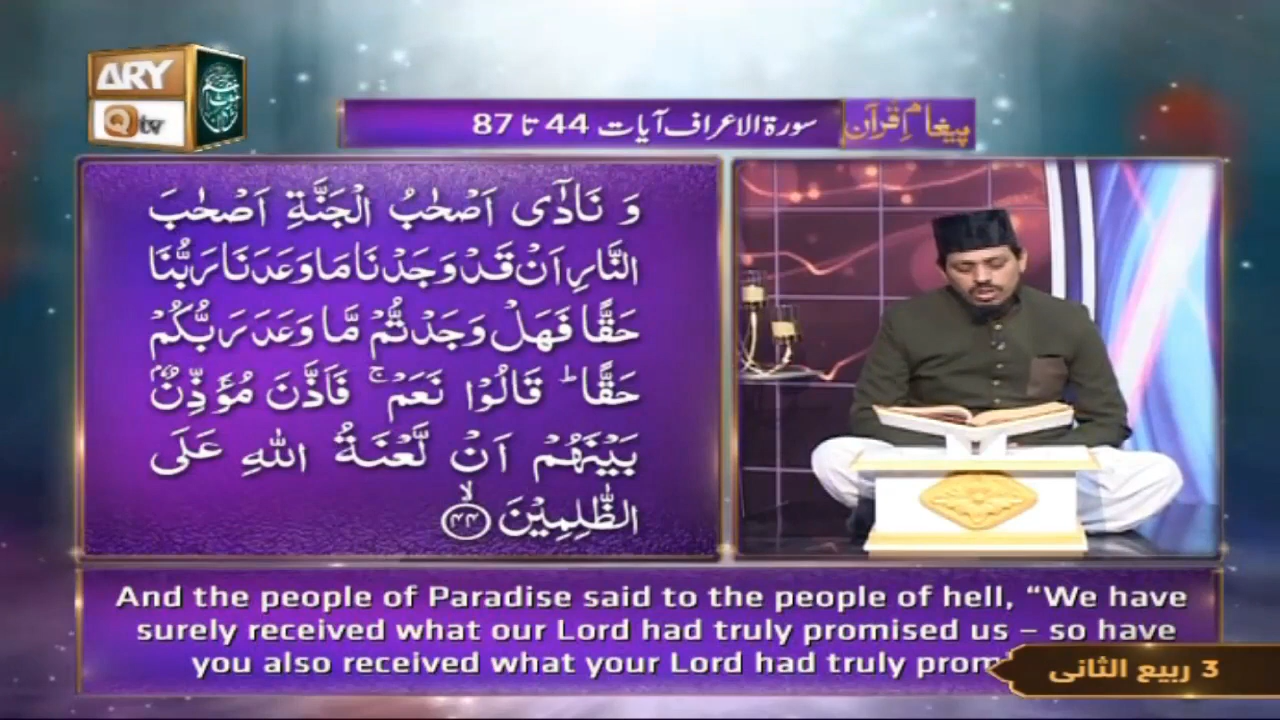 ARY
Qtv
پیغامِ قرآن
سورۃ الاعراف آیات 44 تا 87
وَ نَادٰۤى اَصْحٰبُ الْجَنَّةِ اَصْحٰبَ
النَّارِ اَنْ قَدْ وَجَدْنَا مَا وَعَدَنَا رَبُّنَا
حَقًّا فَهَلْ وَجَدْتُّمْ مَّا وَعَدَ رَبُّكُمْ
حَقًّاؕ قَالُوْا نَعَمْۚ فَاَذَّنَ مُؤَذِّنٌۢ
بَيْنَهُمْ اَنْ لَّعْنَةُ اللّٰهِ عَلَى
الظّٰلِمِيْنَۙ ﴿۴۴﴾
And the people of Paradise said to the people of hell, “We have
surely received what our Lord had truly promised us – so have
you also received what your Lord had truly prom
3 ربیع الثانی